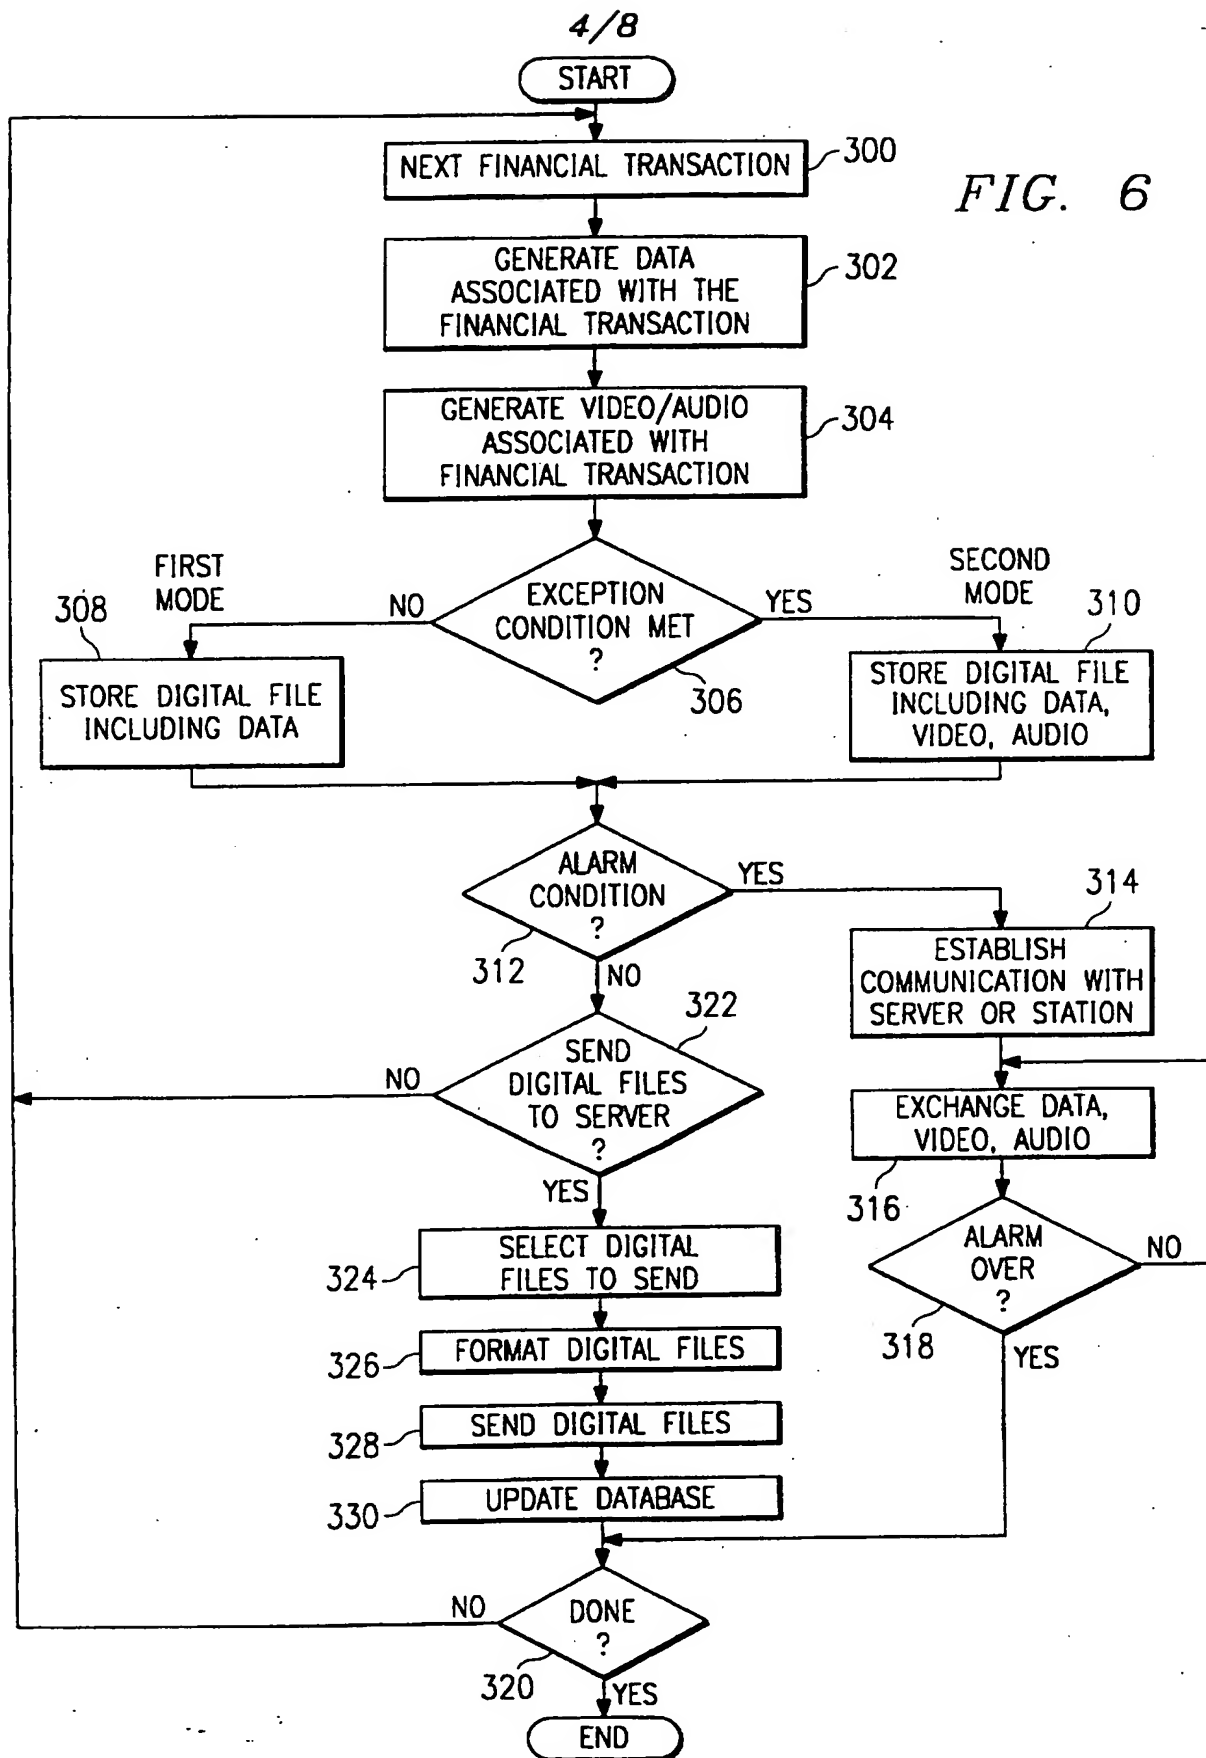 4/8
START
NEXT FINANCIAL TRANSACTION
300
FIG. 6
GENERATE DATA
ASSOCIATED WITH THE
FINANCIAL TRANSACTION
302
GENERATE VIDEO/AUDIO
ASSOCIATED WITH
FINANCIAL TRANSACTION
304
FIRST
MODE
NO
EXCEPTION
CONDITION MET
?
306
YES
SECOND
MODE
308
STORE DIGITAL FILE
INCLUDING DATA
310
STORE DIGITAL FILE
INCLUDING DATA,
VIDEO, AUDIO
ALARM
CONDITION
?
312
YES
NO
314
ESTABLISH
COMMUNICATION WITH
SERVER OR STATION
322
SEND
DIGITAL FILES
TO SERVER
?
NO
YES
EXCHANGE DATA,
VIDEO, AUDIO
316
ALARM
OVER
?
318
NO
YES
SELECT DIGITAL
FILES TO SEND
324
FORMAT DIGITAL FILES
326
SEND DIGITAL FILES
328
UPDATE DATABASE
330
DONE
?
NO
320
YES
END